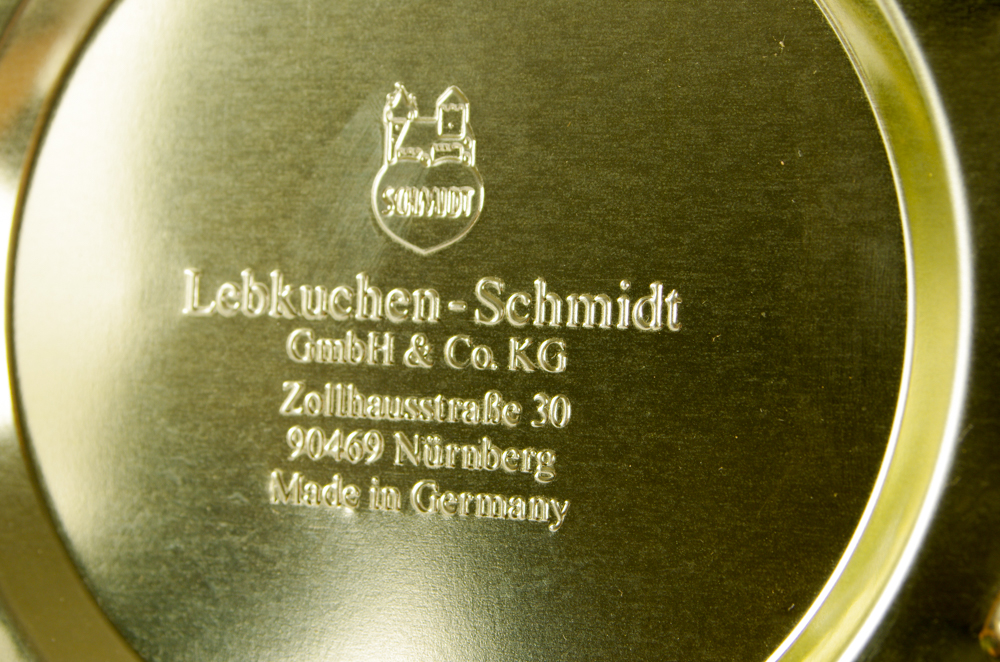 SCHMIDT
Lebkuchen-Schmidt
GmbH & Co. KG
Zollhausstraße 30
90469 Nürnberg
Made in Germany